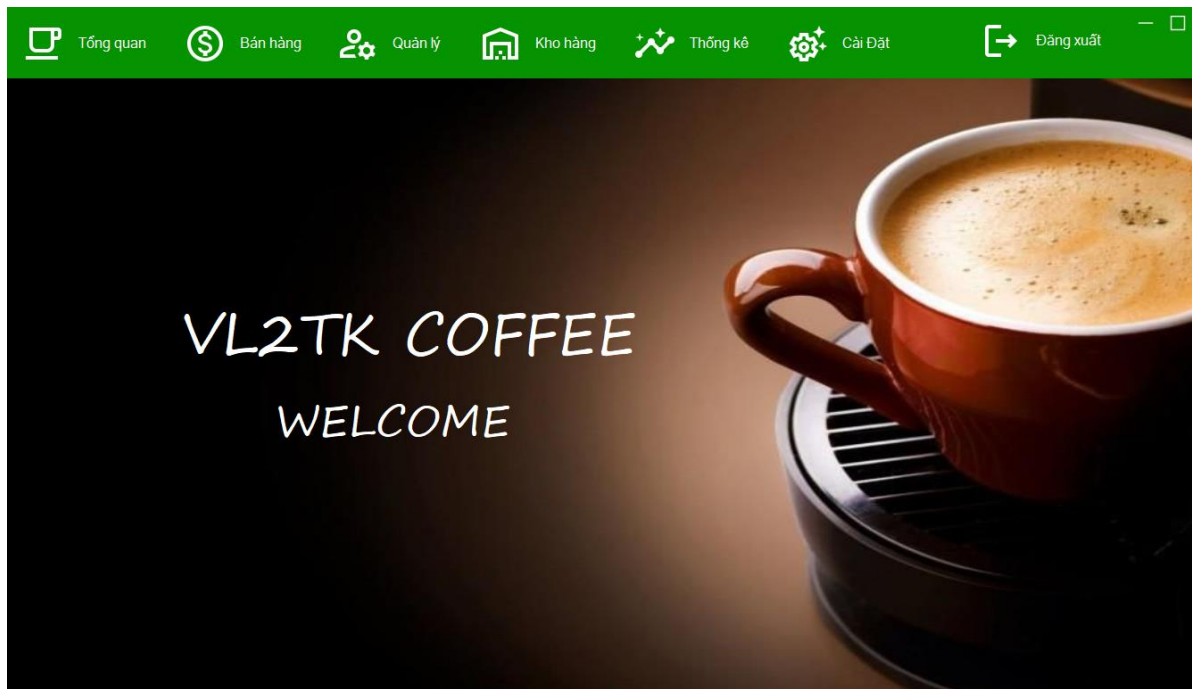 Tổng quan Bán hàng Quản lý Kho hàng Thống kê Cài Đặt Đăng xuất
VL2TK COFFEE
WELCOME